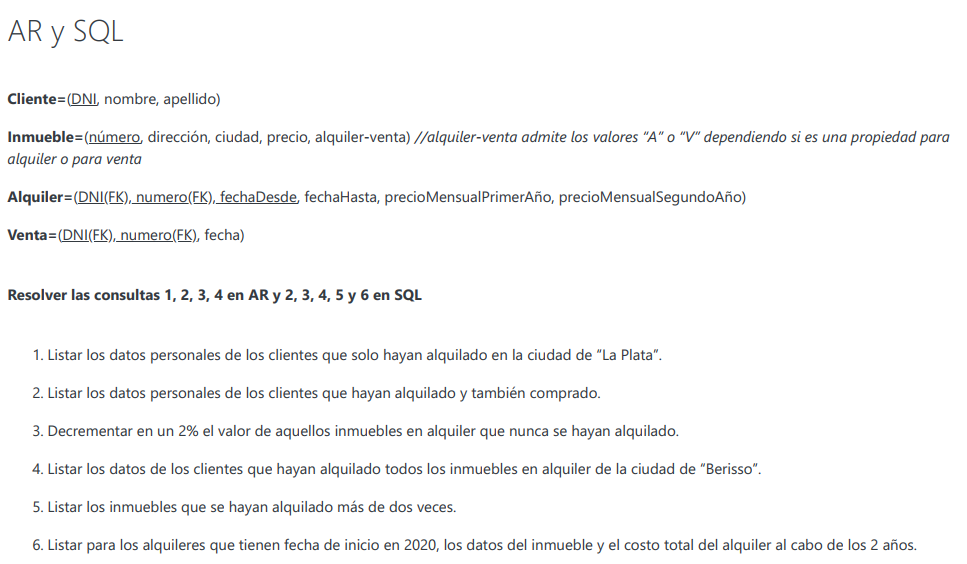 AR y SQL
Cliente=(DNI, nombre, apellido)
Inmueble=(número, dirección, ciudad, precio, alquiler-venta) //alquiler-venta admite los valores “A” o “V” dependiendo si es una propiedad para
alquiler o para venta
Alquiler=(DNI(FK), numero(FK), fechaDesde, fechaHasta, precioMensualPrimerAño, precioMensualSegundoAño)
Venta=(DNI(FK), numero(FK), fecha)
Resolver las consultas 1, 2, 3, 4 en AR y 2, 3, 4, 5 y 6 en SQL
1. Listar los datos personales de los clientes que solo hayan alquilado en la ciudad de “La Plata”.
2. Listar los datos personales de los clientes que hayan alquilado y también comprado.
3. Decrementar en un 2% el valor de aquellos inmuebles en alquiler que nunca se hayan alquilado.
4. Listar los datos de los clientes que hayan alquilado todos los inmuebles en alquiler de la ciudad de “Berisso”.
5. Listar los inmuebles que se hayan alquilado más de dos veces.
6. Listar para los alquileres que tienen fecha de inicio en 2020, los datos del inmueble y el costo total del alquiler al cabo de los 2 años.